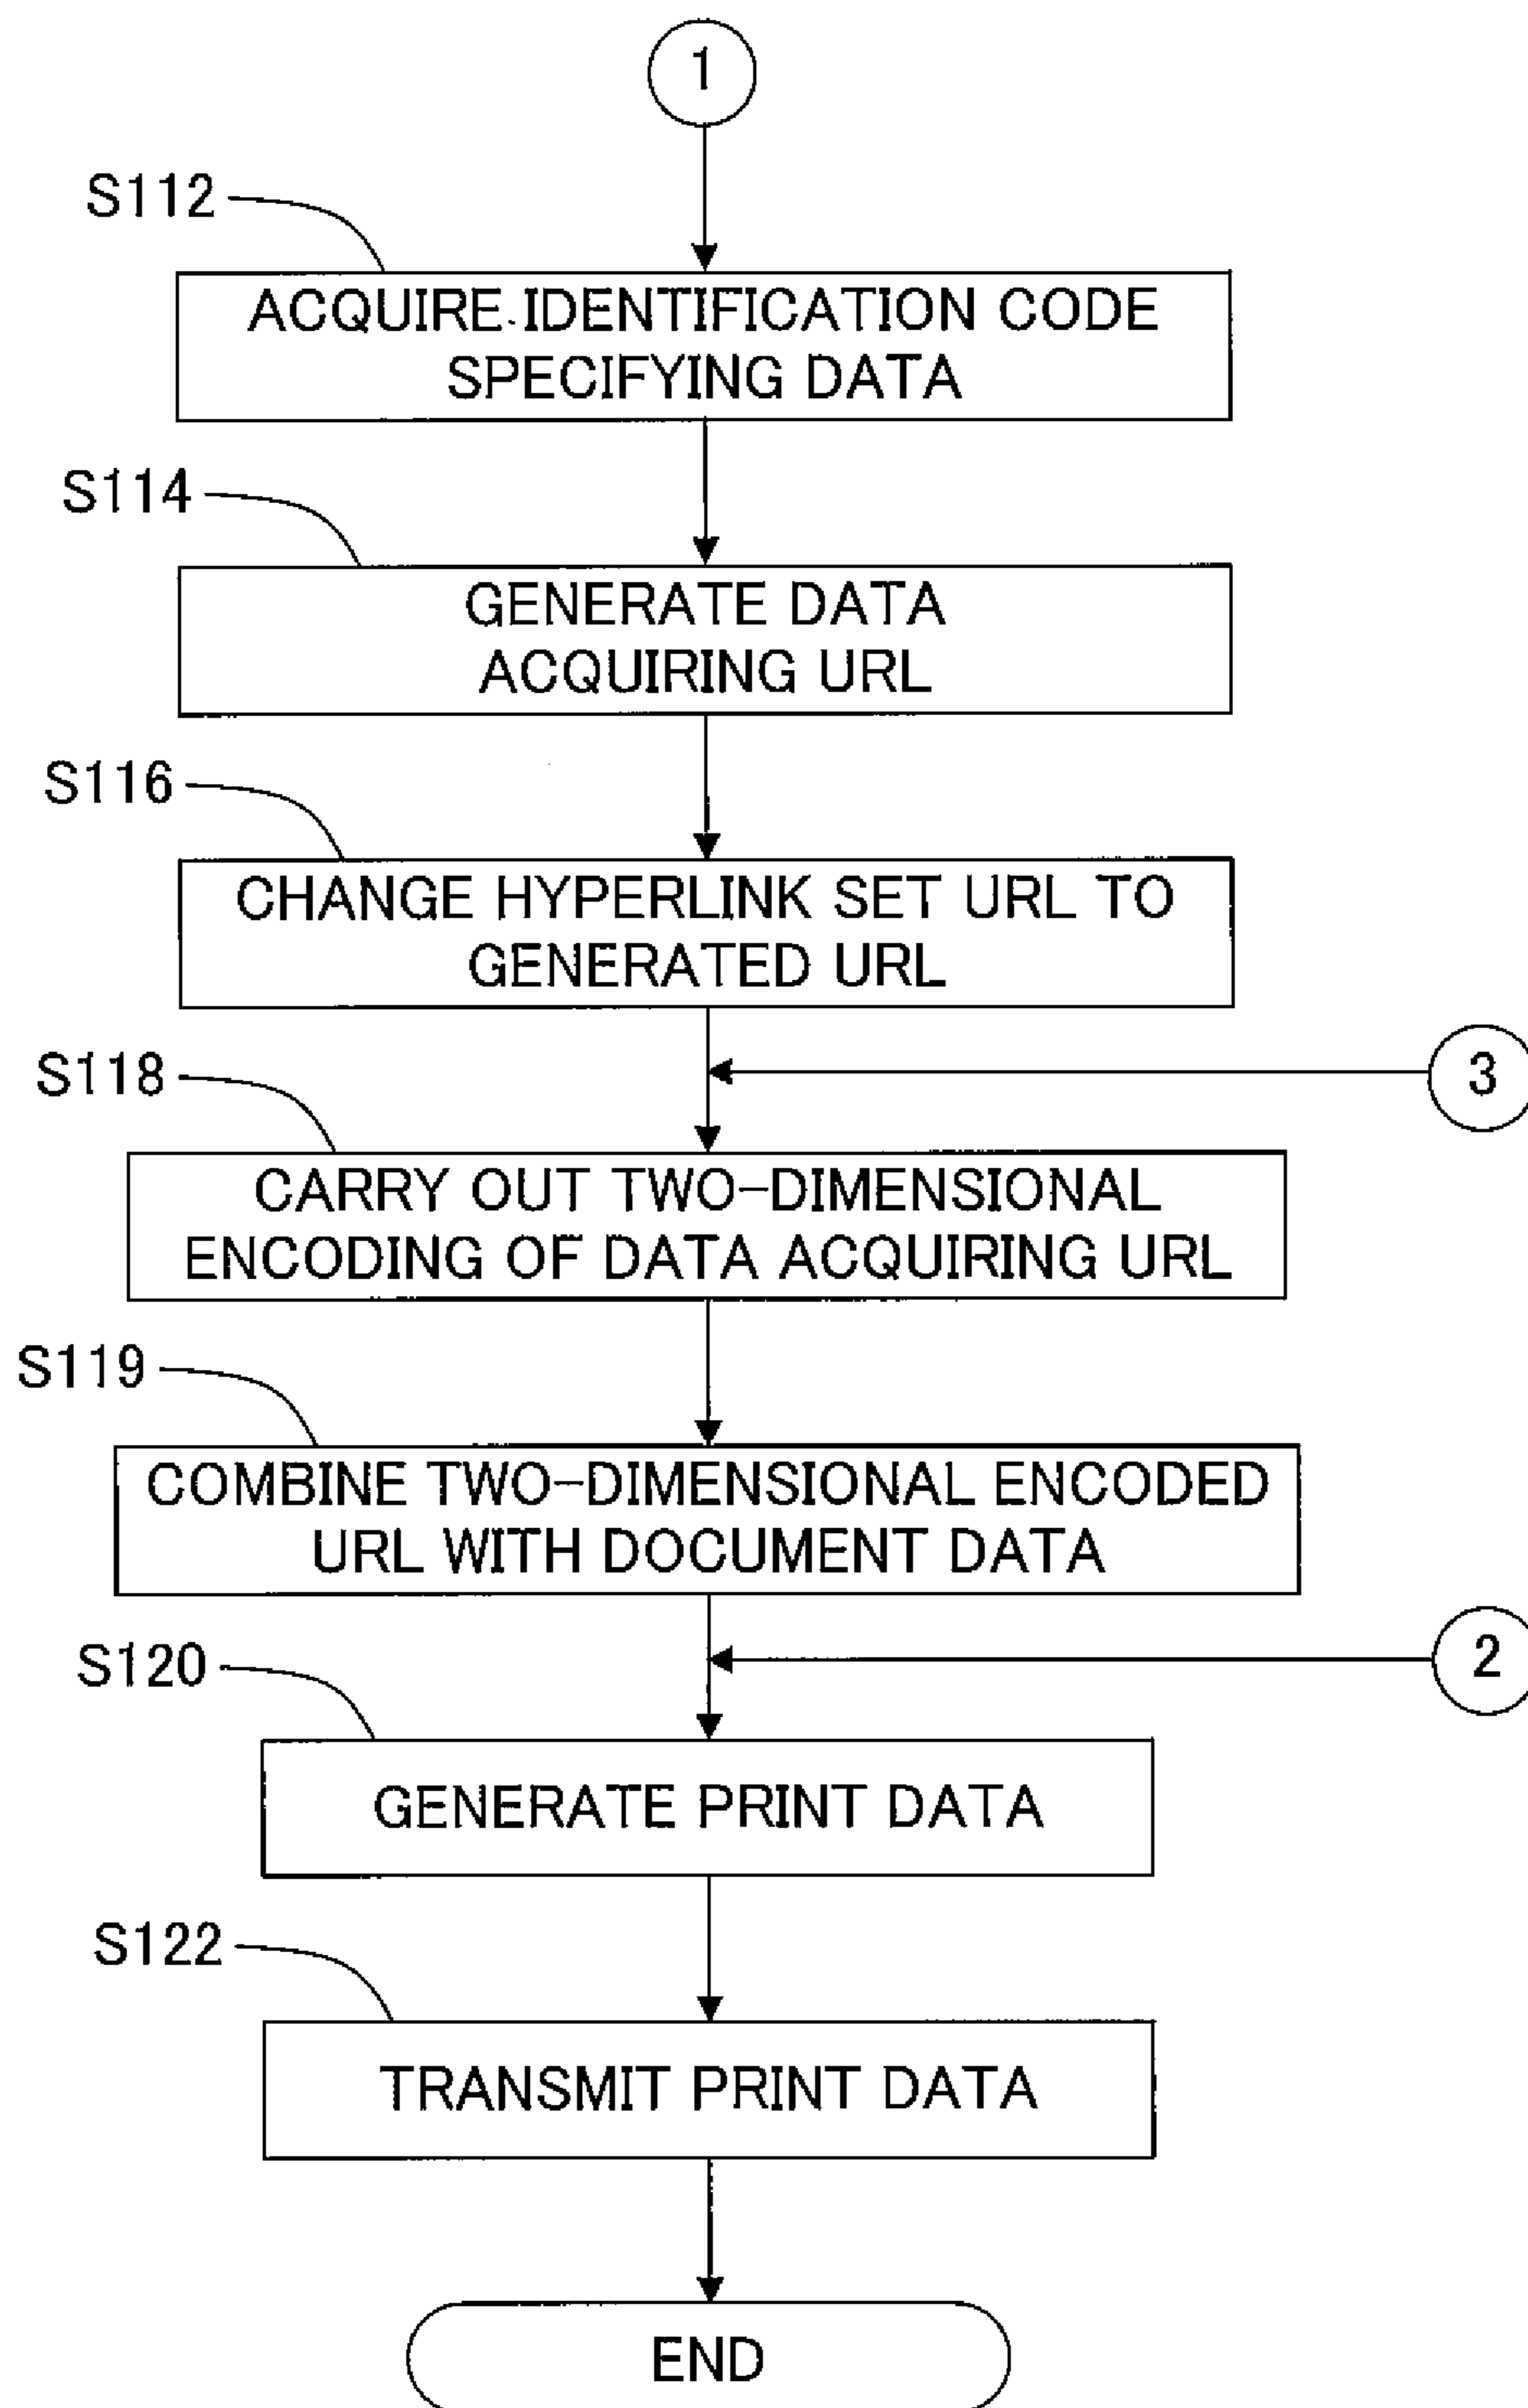 1
S112
ACQUIRE IDENTIFICATION CODE
SPECIFYING DATA
S114
GENERATE DATA
ACQUIRING URL
S116
CHANGE HYPERLINK SET URL TO
GENERATED URL
S118
3
CARRY OUT TWO-DIMENSIONAL
ENCODING OF DATA ACQUIRING URL
S119
COMBINE TWO-DIMENSIONAL ENCODED
URL WITH DOCUMENT DATA
S120
2
GENERATE PRINT DATA
S122
TRANSMIT PRINT DATA
END